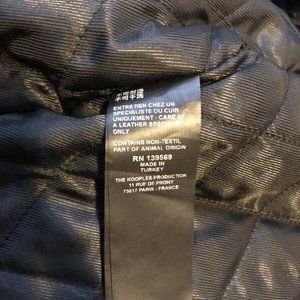 ENTRETIEN CHEZ UN
SPECIALISTE DU CUIR
UNIQUEMENT - CARE AT
A LEATHER SPECIALIST
ONLY
CONTAINS NON-TEXTIL
PART OF ANIMAL ORIGIN
RN 139569
MADE IN
TURKEY
THE KOOPLES PRODUCTION
11 RUE DE PRONY
75017 PARIS - FRANCE